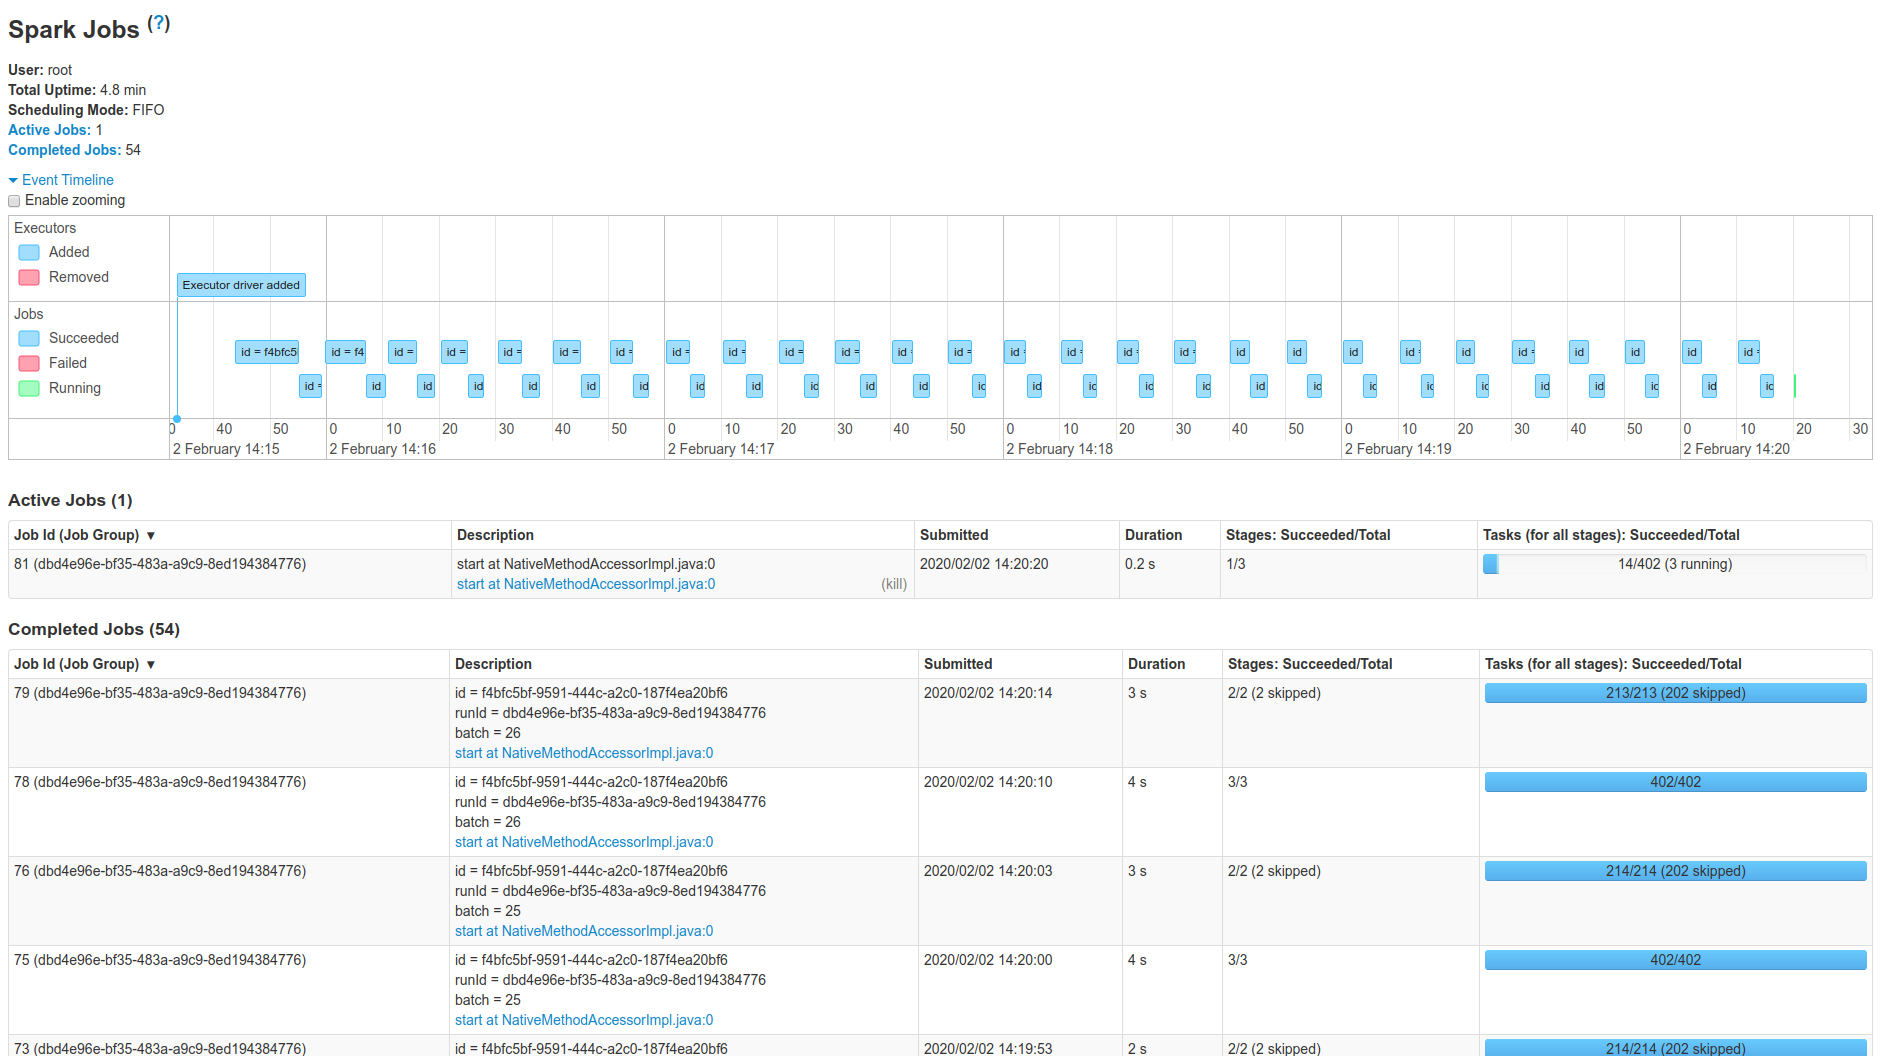 Spark Jobs (?)
User: root
Total Uptime: 4.8 min
Scheduling Mode: FIFO
Active Jobs: 1
Completed Jobs: 54
Event Timeline
Enable zooming
Executors
Added
Removed
Executor driver added
Jobs
Succeeded
Failed
Running
id = f4bfc5 id = f4 id = id = id = id = id = id = id = id = id = id = id = id = id = id = id = id id id id = id id = id id id id =
id = id id id id id id id id id id id id id id id id id id id id id id id id id id
0 40 50 0 10 20 30 40 50 0 10 20 30 40 50 0 10 20 30 40 50 0 10 20 30 40 50 0 10 20 30
2 February 14:15 2 February 14:16 2 February 14:17 2 February 14:18 2 February 14:19 2 February 14:20
Active Jobs (1)
Job Id (Job Group) ▼ Description Submitted Duration Stages: Succeeded/Total Tasks (for all stages): Succeeded/Total
81 (dbd4e96e-bf35-483a-a9c9-8ed194384776) start at NativeMethodAccessorImpl.java:0 2020/02/02 14:20:20 0.2 s 1/3 14/402 (3 running)
start at NativeMethodAccessorImpl.java:0 (kill)
Completed Jobs (54)
Job Id (Job Group) ▼ Description Submitted Duration Stages: Succeeded/Total Tasks (for all stages): Succeeded/Total
79 (dbd4e96e-bf35-483a-a9c9-8ed194384776) id = f4bfc5bf-9591-444c-a2c0-187f4ea20bf6 2020/02/02 14:20:14 3 s 2/2 (2 skipped) 213/213 (202 skipped)
runId = dbd4e96e-bf35-483a-a9c9-8ed194384776
batch = 26
start at NativeMethodAccessorImpl.java:0
78 (dbd4e96e-bf35-483a-a9c9-8ed194384776) id = f4bfc5bf-9591-444c-a2c0-187f4ea20bf6 2020/02/02 14:20:10 4 s 3/3 402/402
runId = dbd4e96e-bf35-483a-a9c9-8ed194384776
batch = 26
start at NativeMethodAccessorImpl.java:0
76 (dbd4e96e-bf35-483a-a9c9-8ed194384776) id = f4bfc5bf-9591-444c-a2c0-187f4ea20bf6 2020/02/02 14:20:03 3 s 2/2 (2 skipped) 214/214 (202 skipped)
runId = dbd4e96e-bf35-483a-a9c9-8ed194384776
batch = 25
start at NativeMethodAccessorImpl.java:0
75 (dbd4e96e-bf35-483a-a9c9-8ed194384776) id = f4bfc5bf-9591-444c-a2c0-187f4ea20bf6 2020/02/02 14:20:00 4 s 3/3 402/402
runId = dbd4e96e-bf35-483a-a9c9-8ed194384776
batch = 25
start at NativeMethodAccessorImpl.java:0
73 (dbd4e96e-bf35-483a-a9c9-8ed194384776) id = f4bfc5bf-9591-444c-a2c0-187f4ea20bf6 2020/02/02 14:19:53 2 s 2/2 (2 skipped) 214/214 (202 skipped)